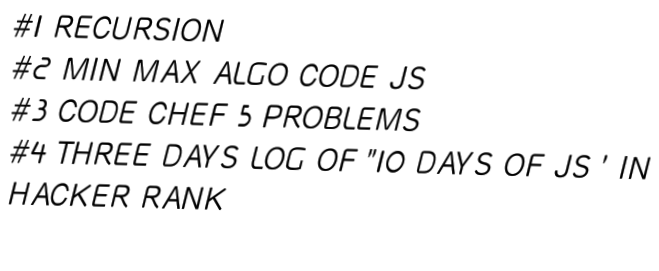 #1 RECURSION
#2 MIN MAX ALGO CODE JS
#3 CODE CHEF 5 PROBLEMS
#4 THREE DAYS LOG OF "10 DAYS OF JS ' IN
HACKER RANK